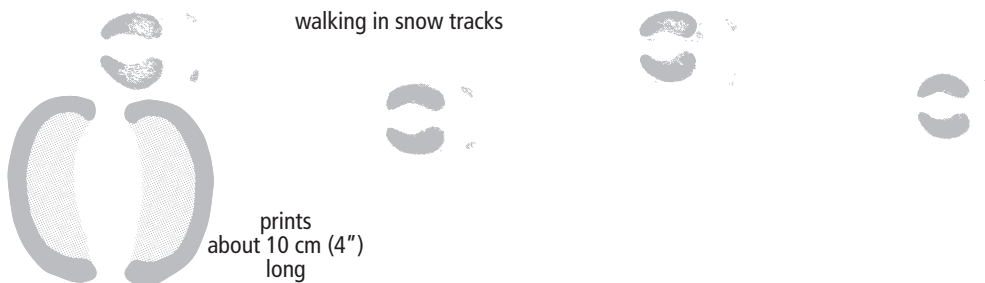 walking in snow tracks
prints
about 10 cm (4″)
long